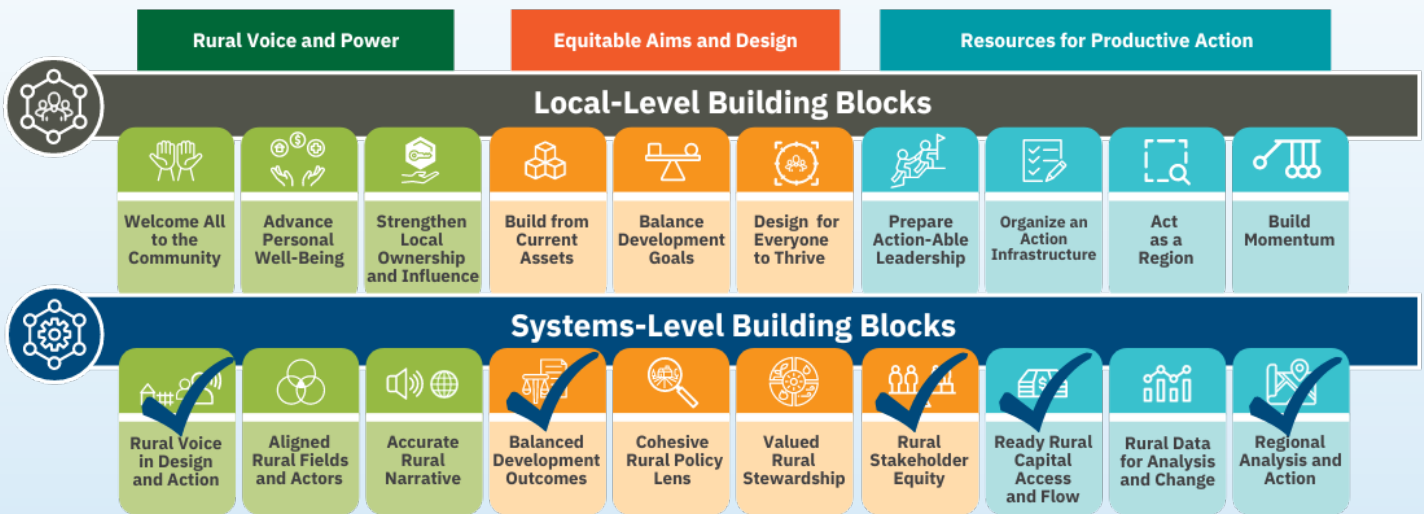 Rural Voice and Power
Equitable Aims and Design
Resources for Productive Action
Local-Level Building Blocks
Welcome All
to the
Community
Advance
Personal
Well-Being
Strengthen
Local
Ownership
and Influence
Build from
Current
Assets
Balance
Development
Goals
Design for
Everyone
to Thrive
Prepare
Action-Able
Leadership
Organize an
Action
Infrastructure
Act
as a
Region
Build
Momentum
Systems-Level Building Blocks
Rural Voice
in Design
and Action
Aligned
Rural Fields
and Actors
Accurate
Rural
Narrative
Balanced
Development
Outcomes
Cohesive
Rural Policy
Lens
Valued
Rural
Stewardship
Rural
Stakeholder
Equity
Ready Rural
Capital
Access
and Flow
Rural Data
for Analysis
and Change
Regional
Analysis and
Action